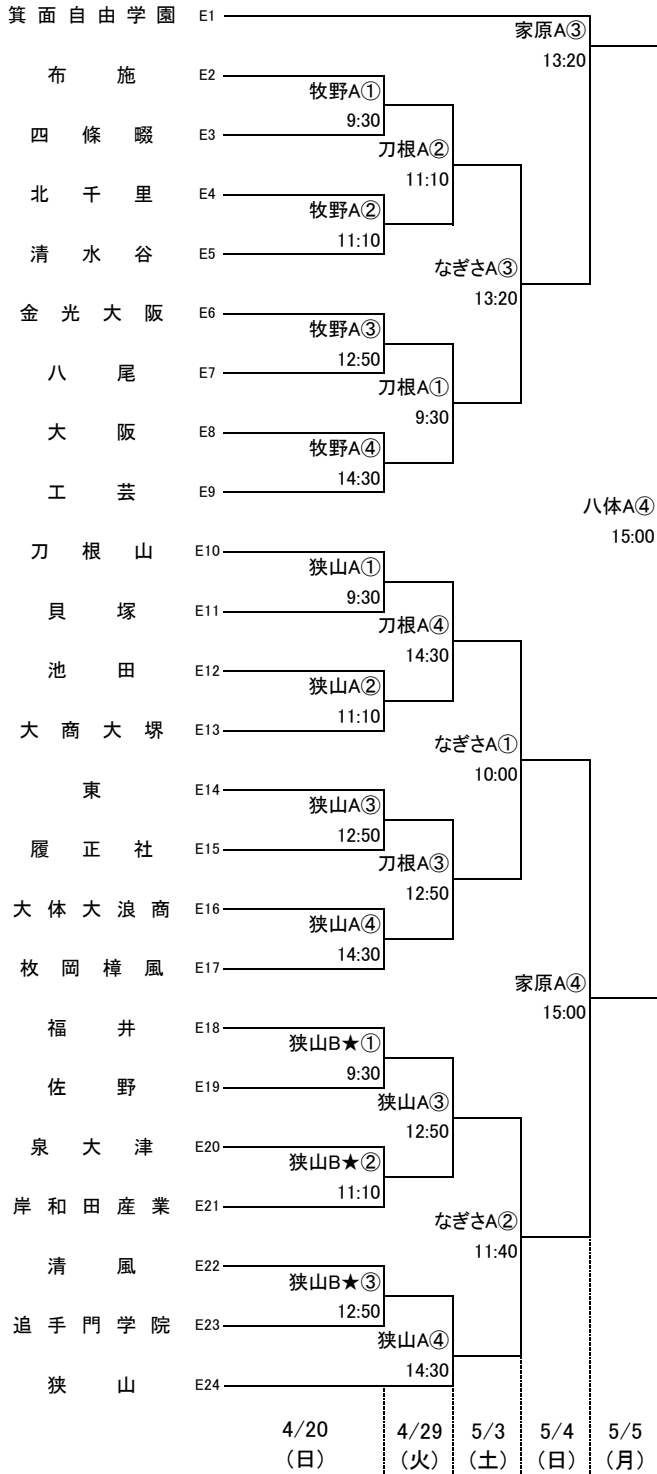 箕面自由学園 E1
家原A③
13:20
布施 E2
牧野A①
9:30
四條畷 E3
刀根A②
11:10
北千里 E4
牧野A②
11:10
清水谷 E5
なぎさA③
13:20
金光大阪 E6
牧野A③
12:50
八尾 E7
刀根A①
9:30
大阪 E8
牧野A④
14:30
工芸 E9
八体A④
15:00
刀根山 E10
狭山A①
9:30
貝塚 E11
刀根A④
14:30
池田 E12
狭山A②
11:10
大商大堺 E13
なぎさA①
10:00
東 E14
狭山A③
12:50
履正社 E15
刀根A③
12:50
大体大浪商 E16
狭山A④
14:30
枚岡樟風 E17
家原A④
15:00
福井 E18
狭山B★①
9:30
佐野 E19
狭山A③
12:50
泉大津 E20
狭山B★②
11:10
岸和田産業 E21
なぎさA②
11:40
清風 E22
狭山B★③
12:50
追手門学院 E23
狭山A④
14:30
狭山 E24
4/20 4/29 5/3 5/4 5/5
（日） （火） （土） （日） （月）